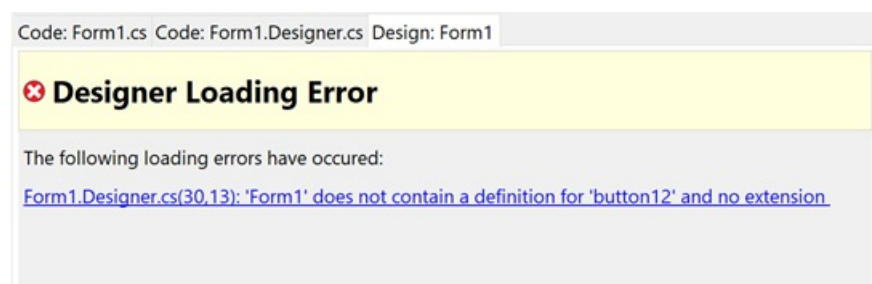 Code: Form1.cs Code: Form1.Designer.cs Design: Form1
Designer Loading Error
The following loading errors have occured:
Form1.Designer.cs(30,13): 'Form1' does not contain a definition for 'button12' and no extension